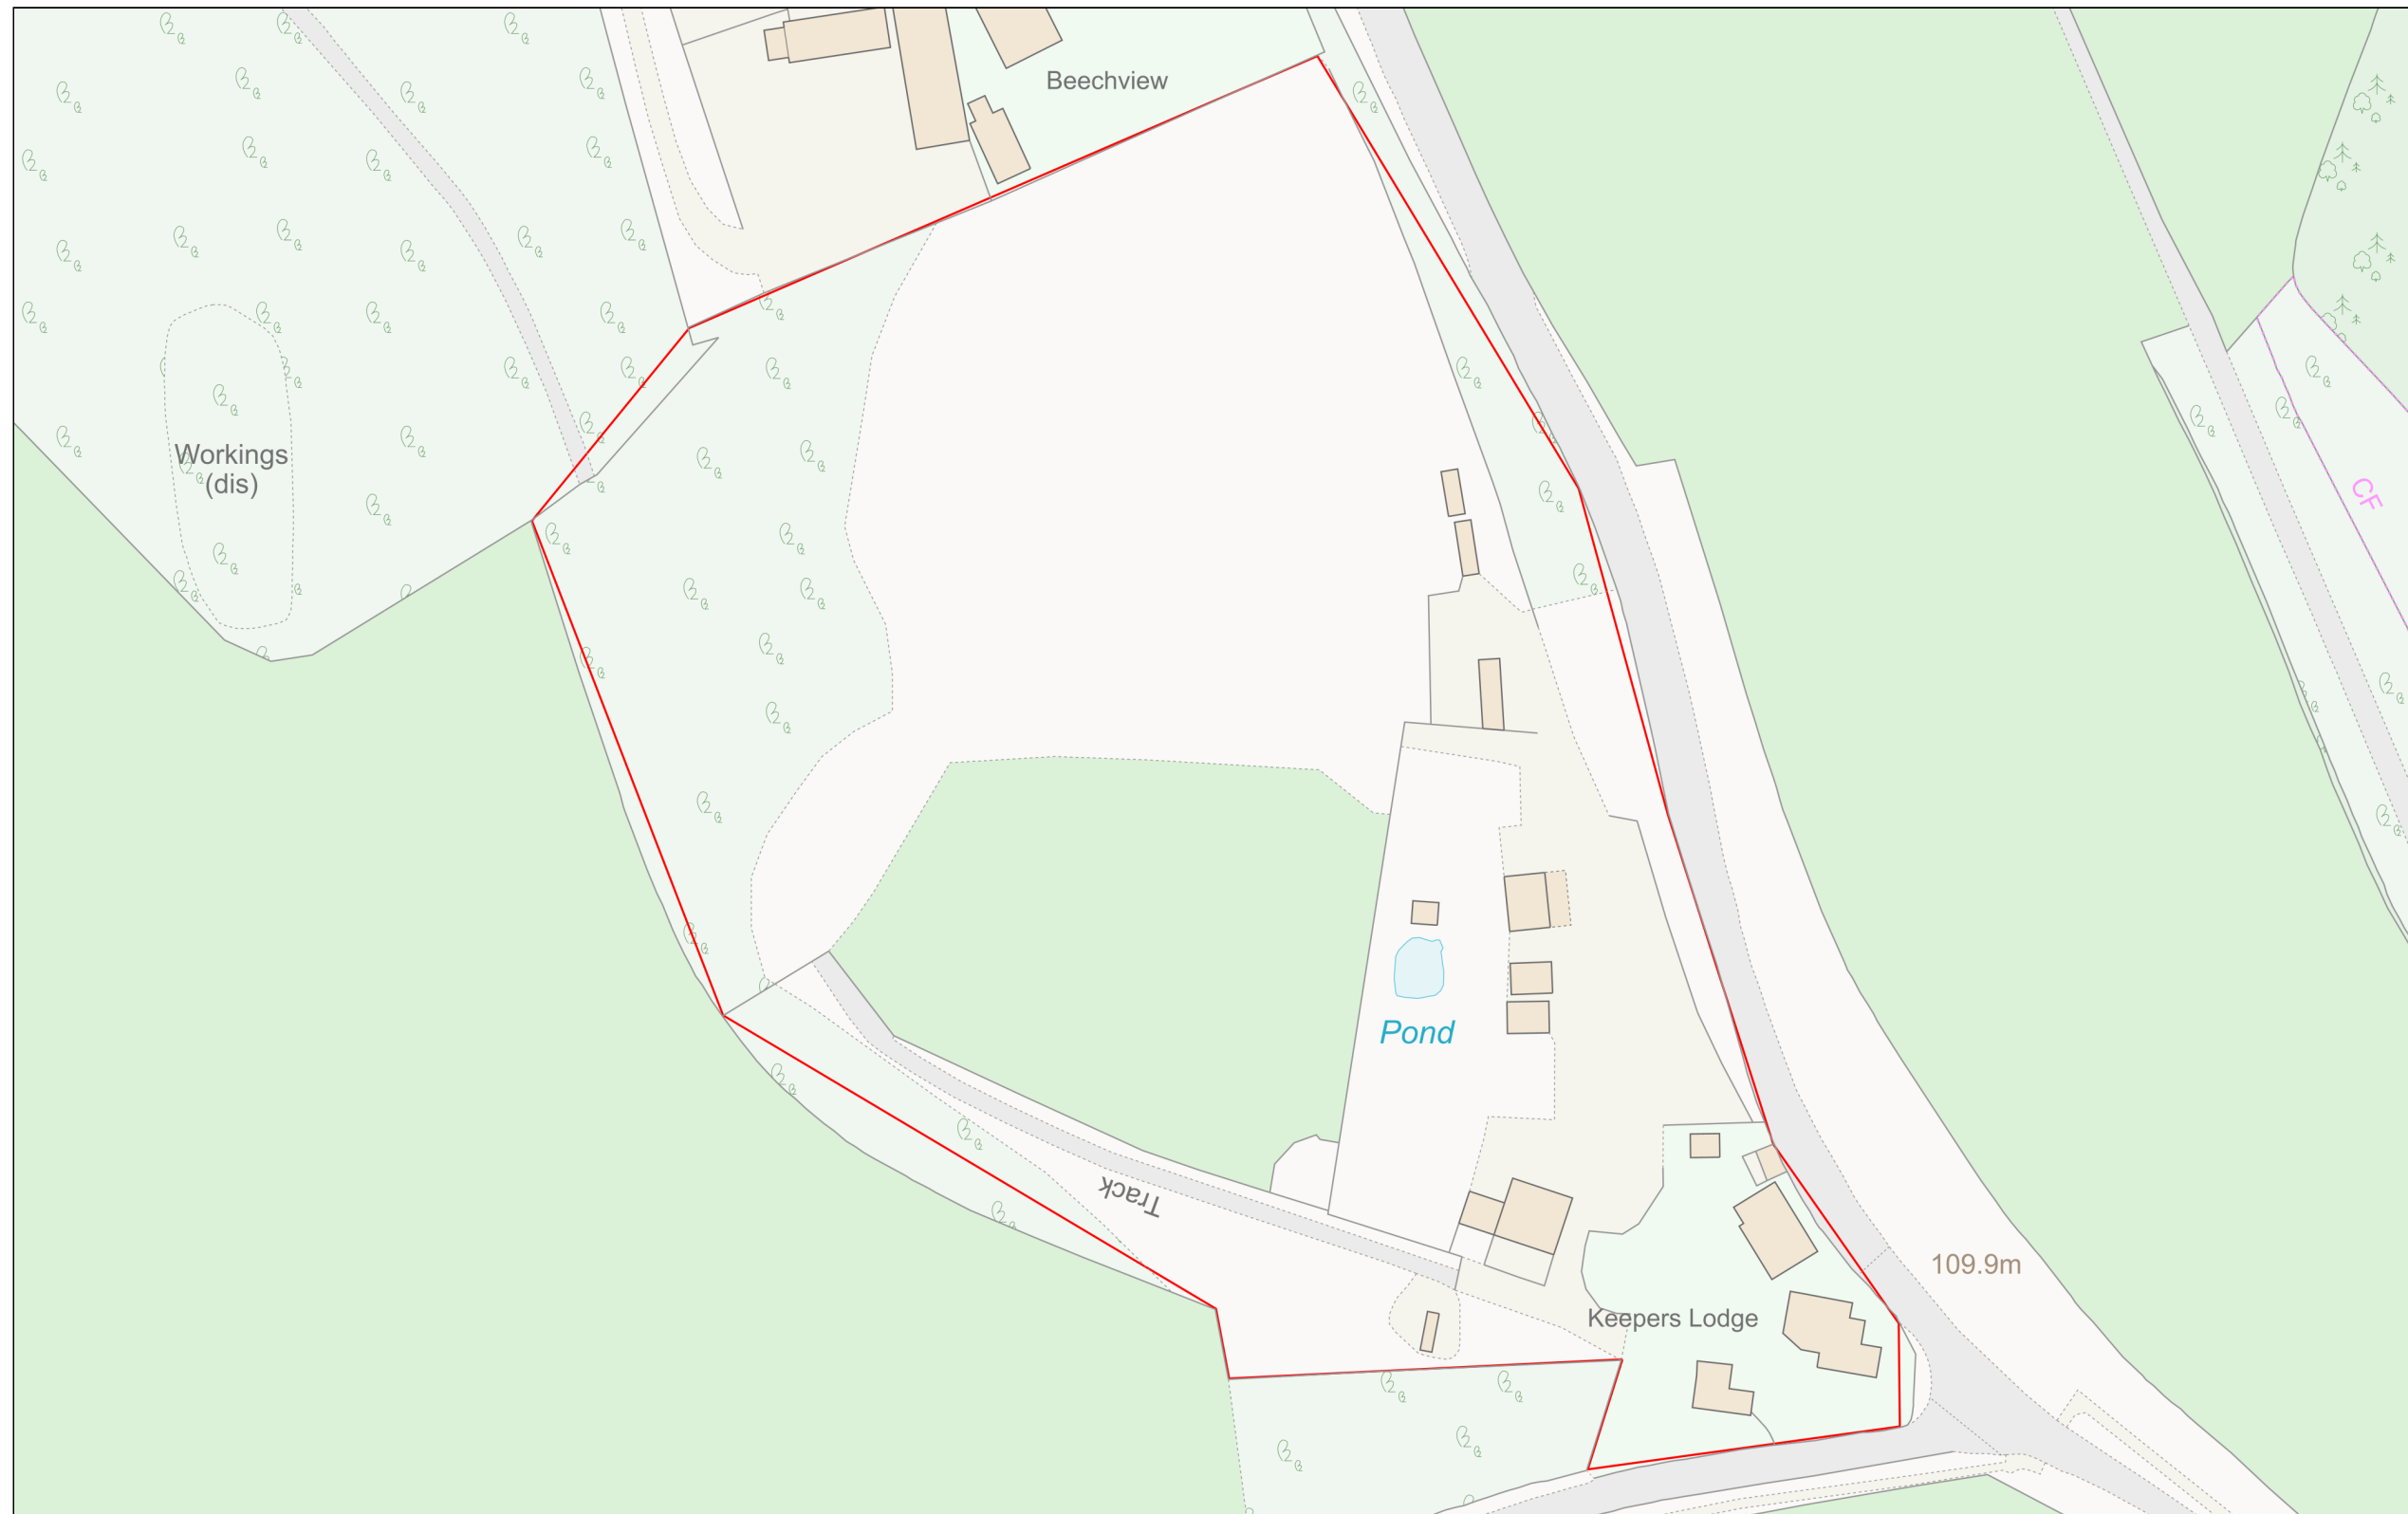 Beechview
Workings
(dis)
CF
Pond
Track
109.9m
Keepers Lodge